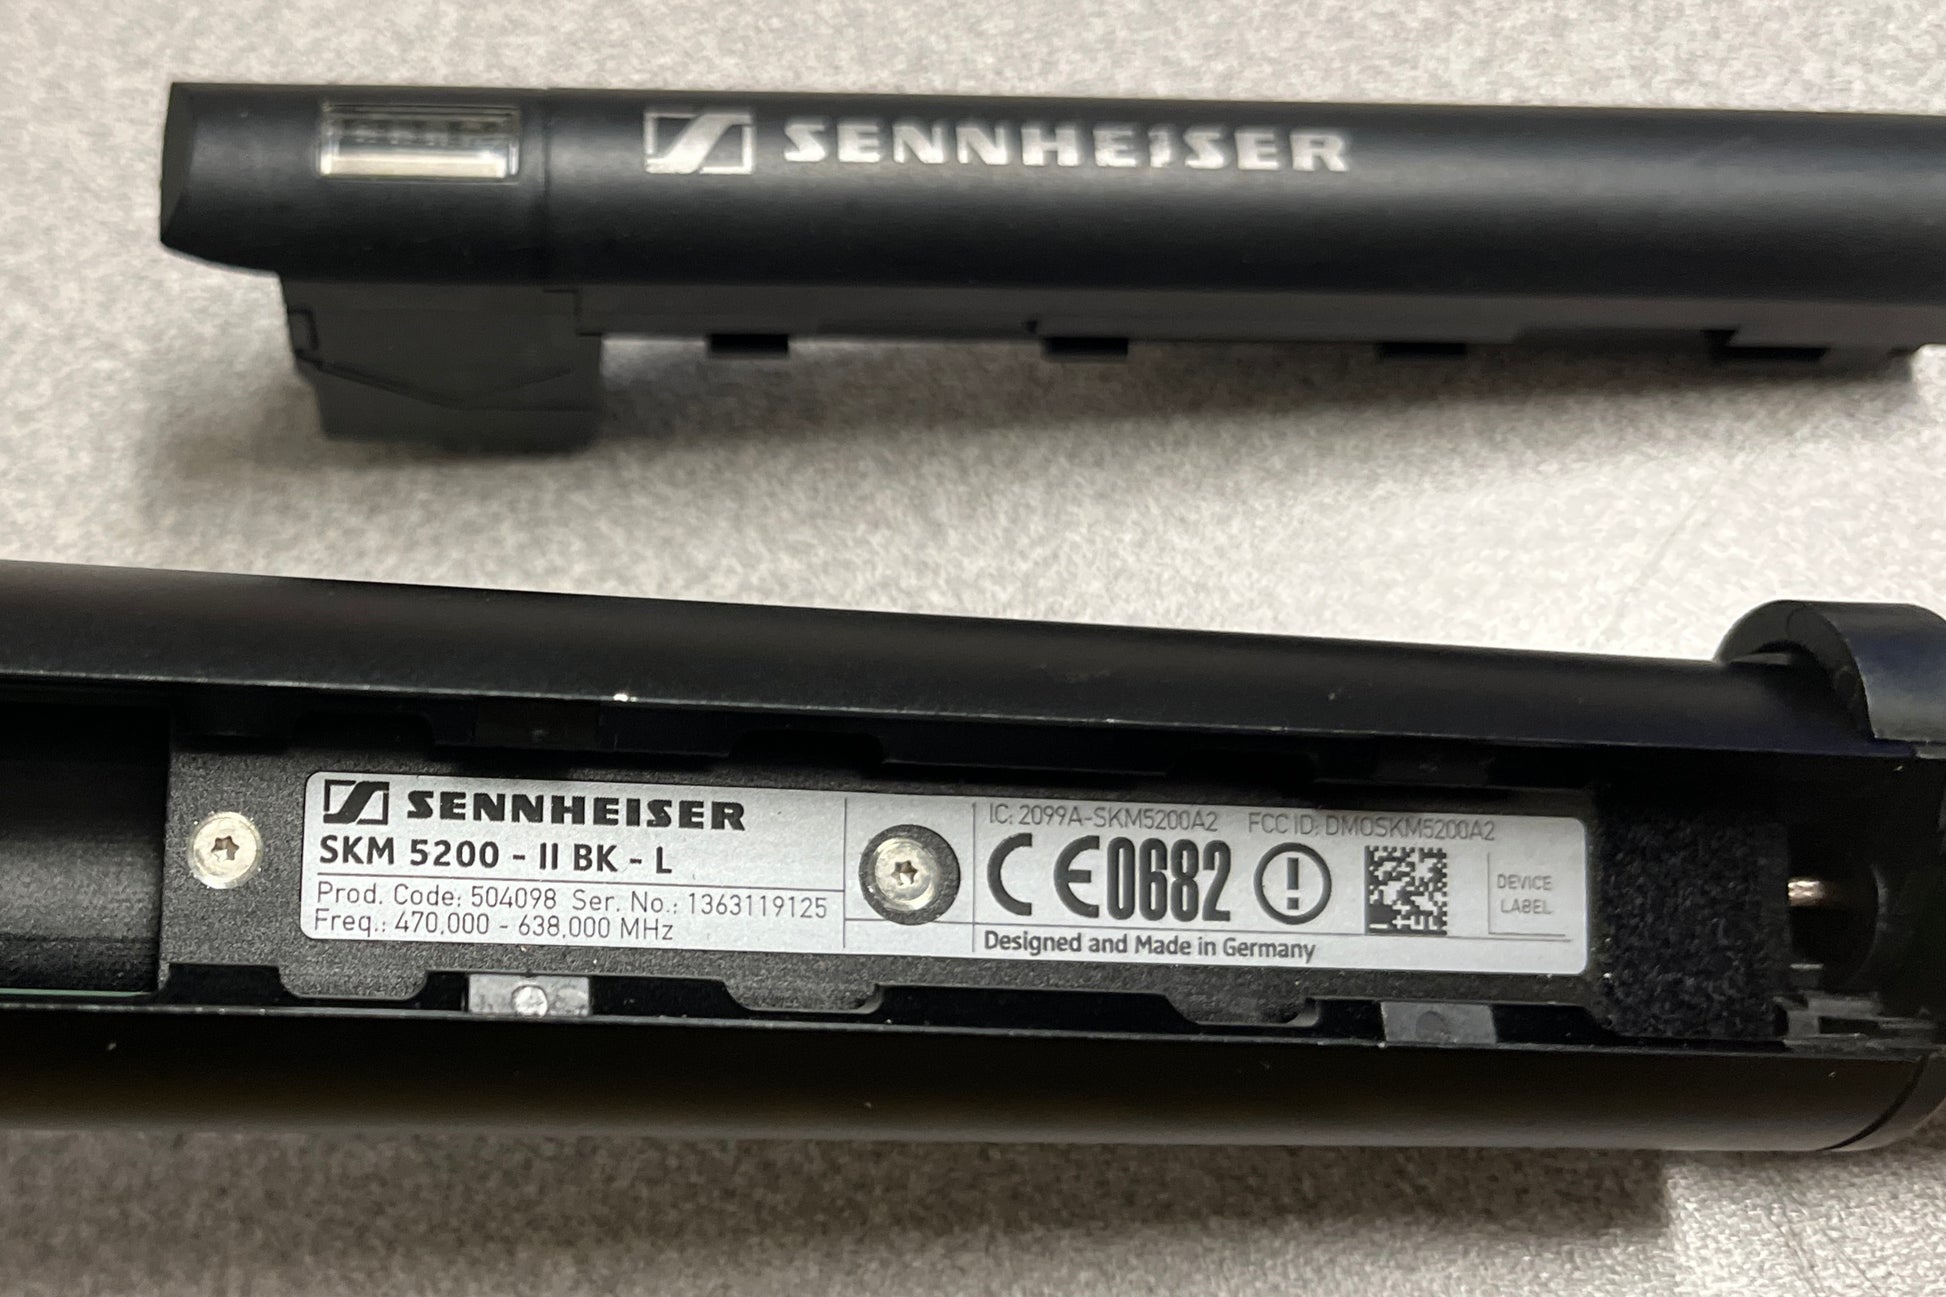 SENNHEISER
SENNHEISER
SKM 5200 - II BK - L
Prod. Code: 504098 Ser. No.: 1363119125
Freq.: 470,000 - 638,000 MHz
IC: 2099A-SKM5200A2 FCC ID: DMOSKM5200A2
CE0682
DEVICE
LABEL
Designed and Made in Germany